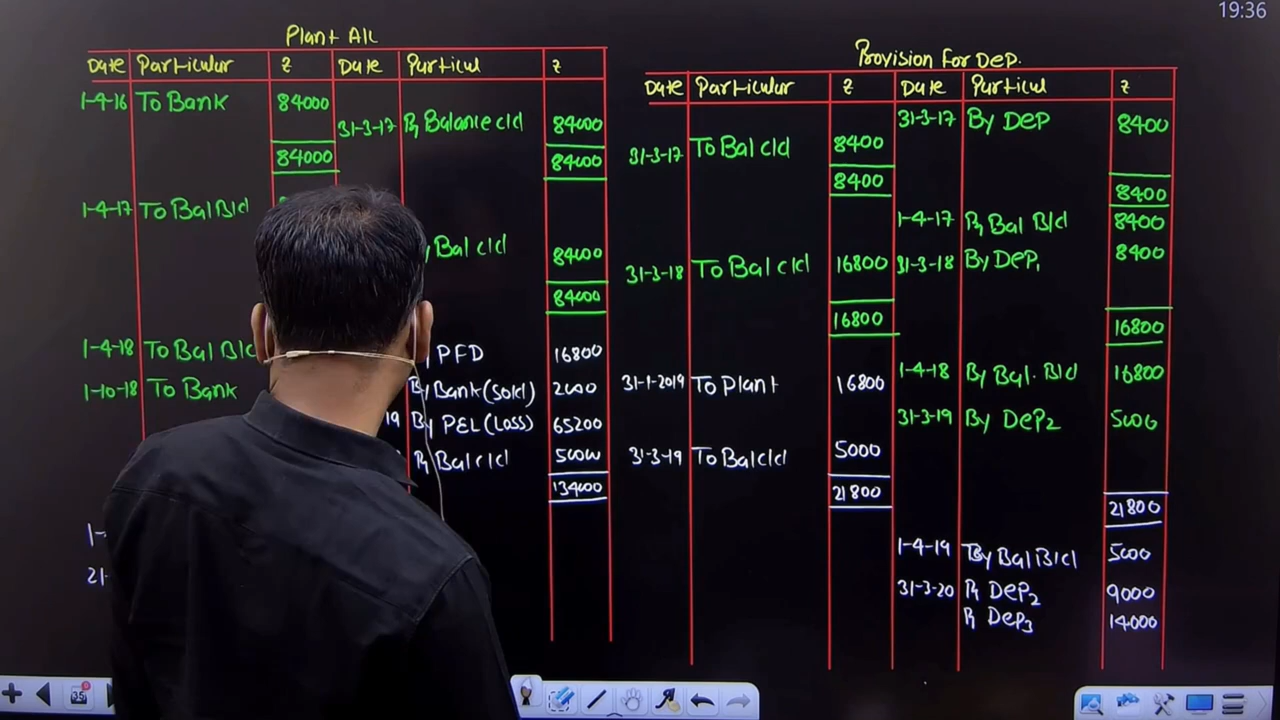 19:36
Plant A/c
Date Particular ₹ Date Particul ₹
1-4-16 To Bank 84000
31-3-17 By Balance c/d 84000
84000 84000
1-4-17 To Bal B/d
Bal c/d 84000
84000
1-4-18 To Bal B/d PFD 16800
1-10-18 To Bank By Bank (Sold) 2000
19 By P&L (Loss) 65200
By Bal c/d 50000
134000
1-
21-
Provision for Dep.
Date Particular ₹ Date Particul ₹
31-3-17 By Dep 8400
31-3-17 To Bal c/d 8400
8400 8400
1-4-17 By Bal B/d 8400
31-3-18 To Bal c/d 16800 31-3-18 By Dep1 8400
16800 16800
1-4-18 By Bal. B/d 16800
31-1-2019 To Plant 16800
31-3-19 By Dep2 5000
31-3-19 To Bal c/d 5000
21800 21800
1-4-19 By Bal B/d 5000
31-3-20 By Dep2 9000
By Dep3 14000
35